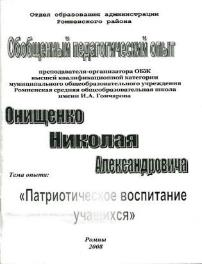 Отдел образования администрации
Роменского района
Обобщенный педагогический опыт
преподавателя-организатора ОБЖ
высшей квалификационной категории
муниципального общеобразовательного учреждения
Ромненская средняя общеобразовательная школа
имени И.А. Гончарова
Онищенко
Николая
Александровича
Тема опыта:
«Патриотическое воспитание
учащихся»
Ромны
2008